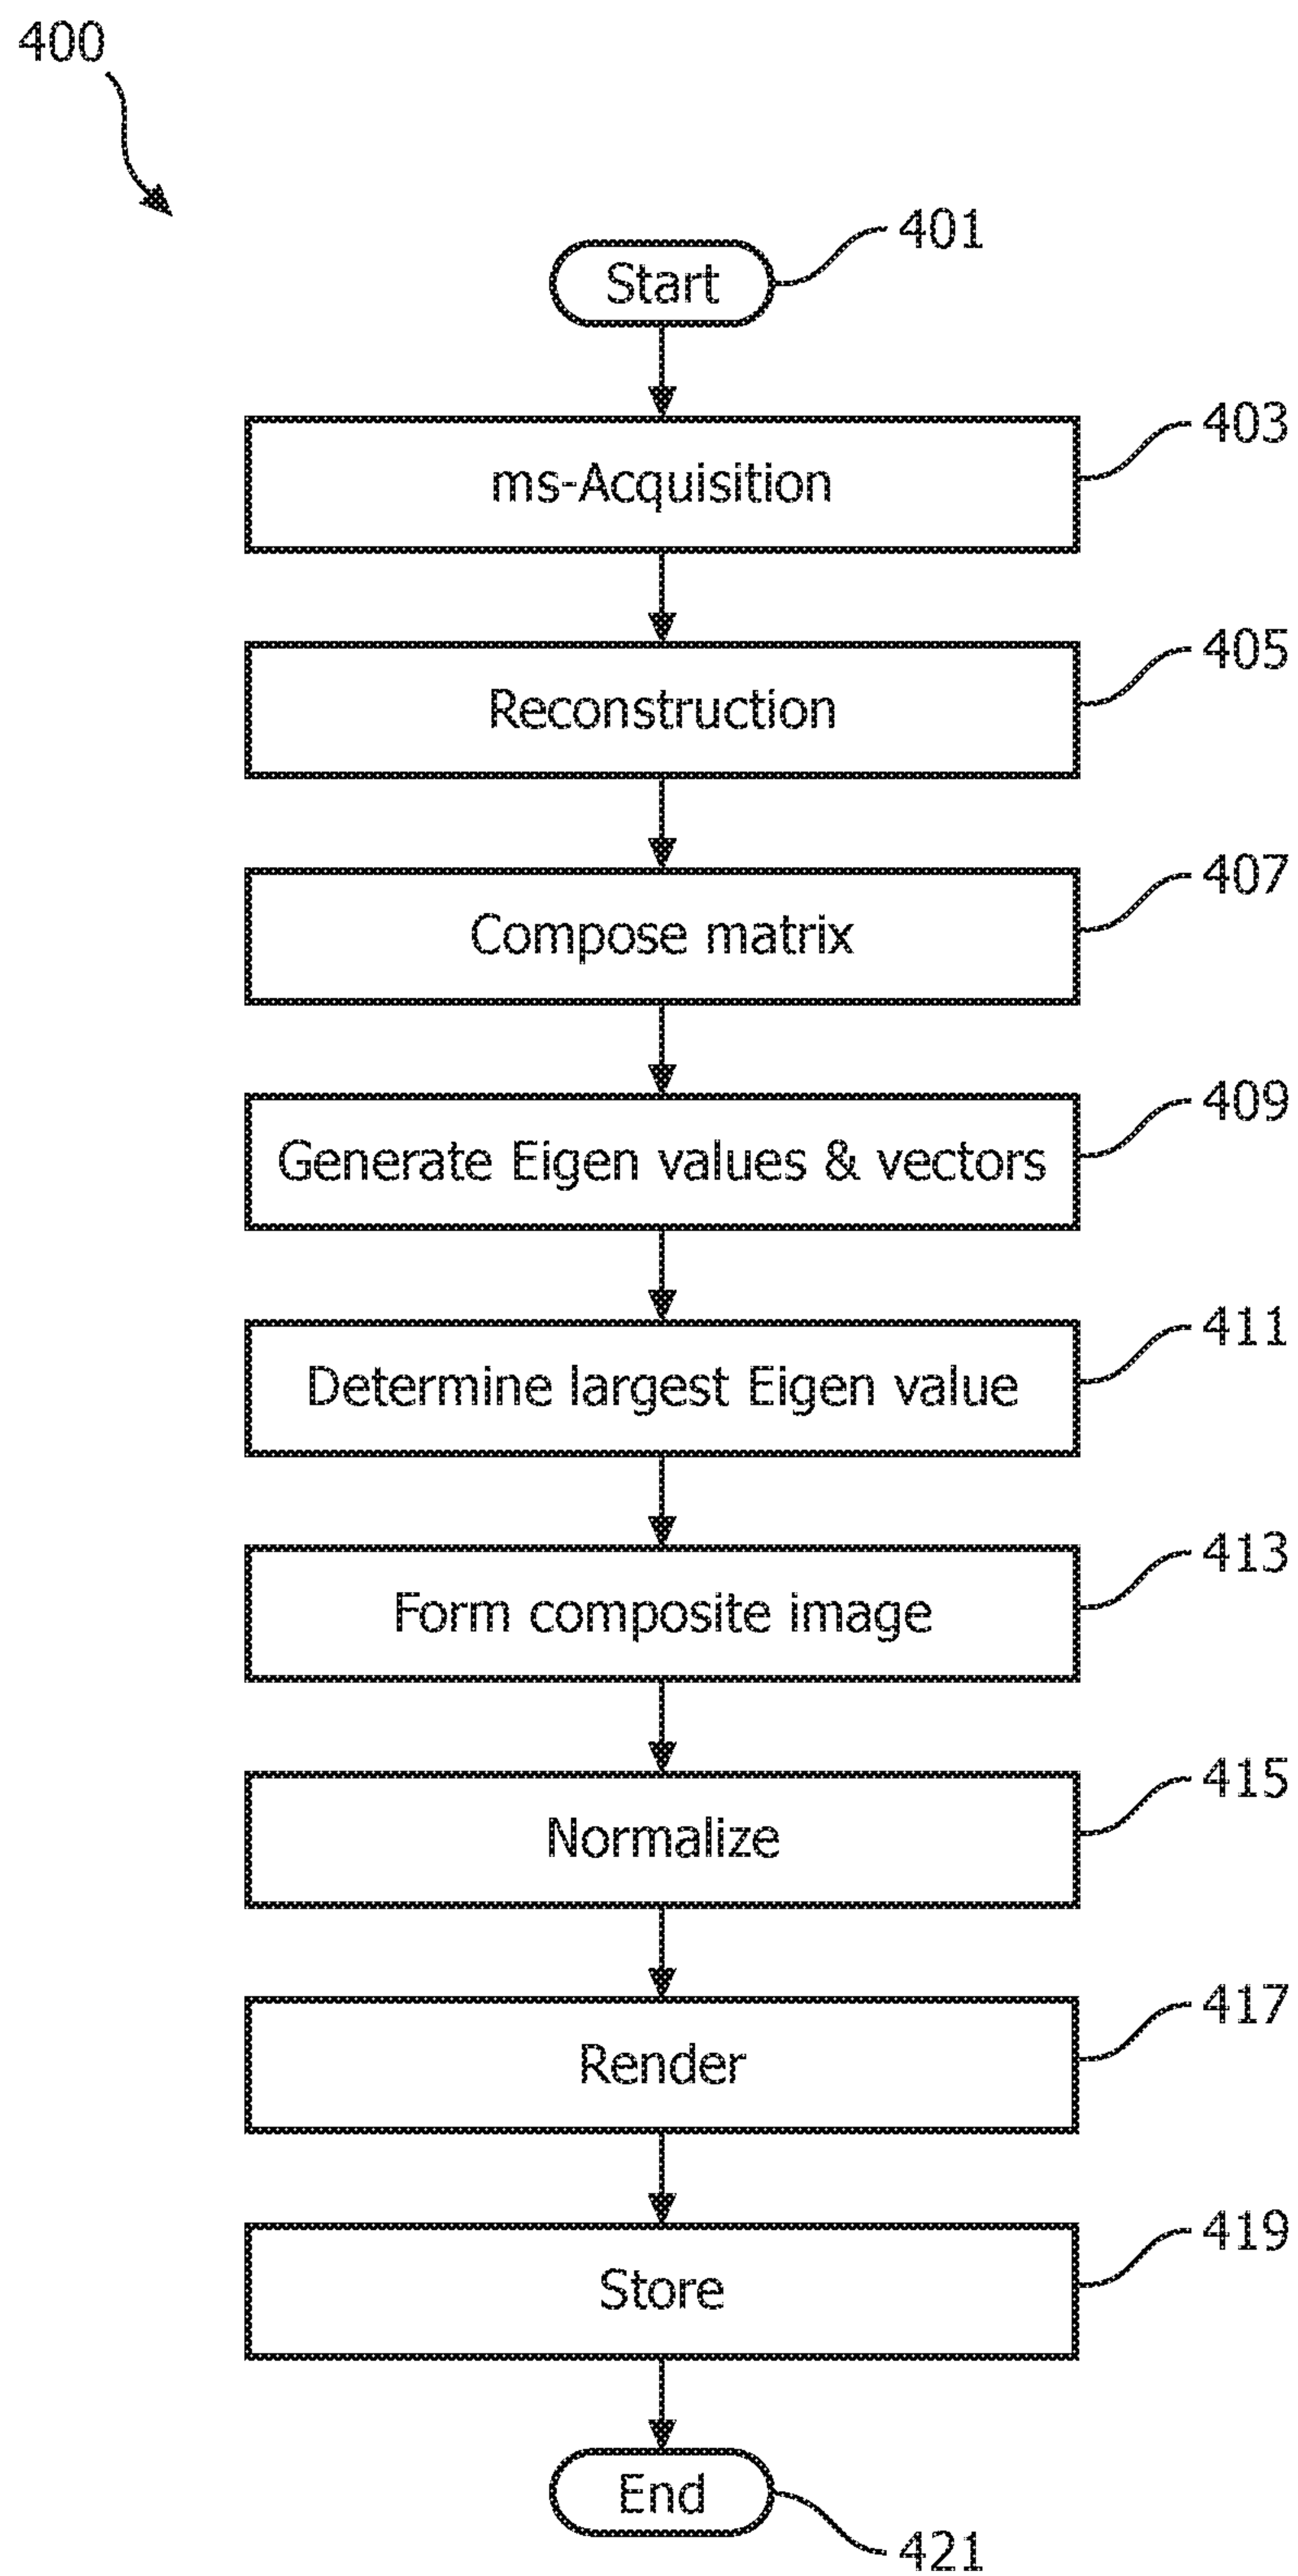 400
401
Start
403
ms-Acquisition
405
Reconstruction
407
Compose matrix
409
Generate Eigen values & vectors
411
Determine largest Eigen value
413
Form composite image
415
Normalize
417
Render
419
Store
End
421